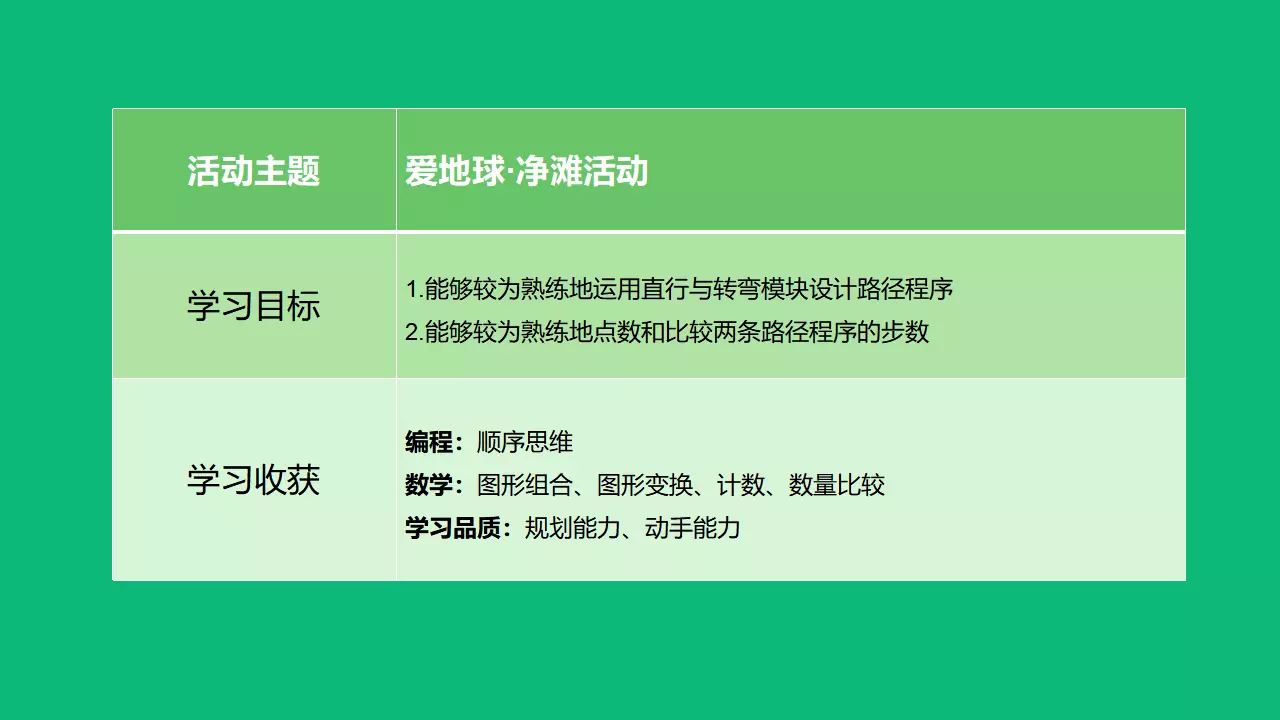 活动主题
爱地球·净滩活动
学习目标
1.能够较为熟练地运用直行与转弯模块设计路径程序
2.能够较为熟练地点数和比较两条路径程序的步数
学习收获
编程：顺序思维
数学：图形组合、图形变换、计数、数量比较
学习品质：规划能力、动手能力